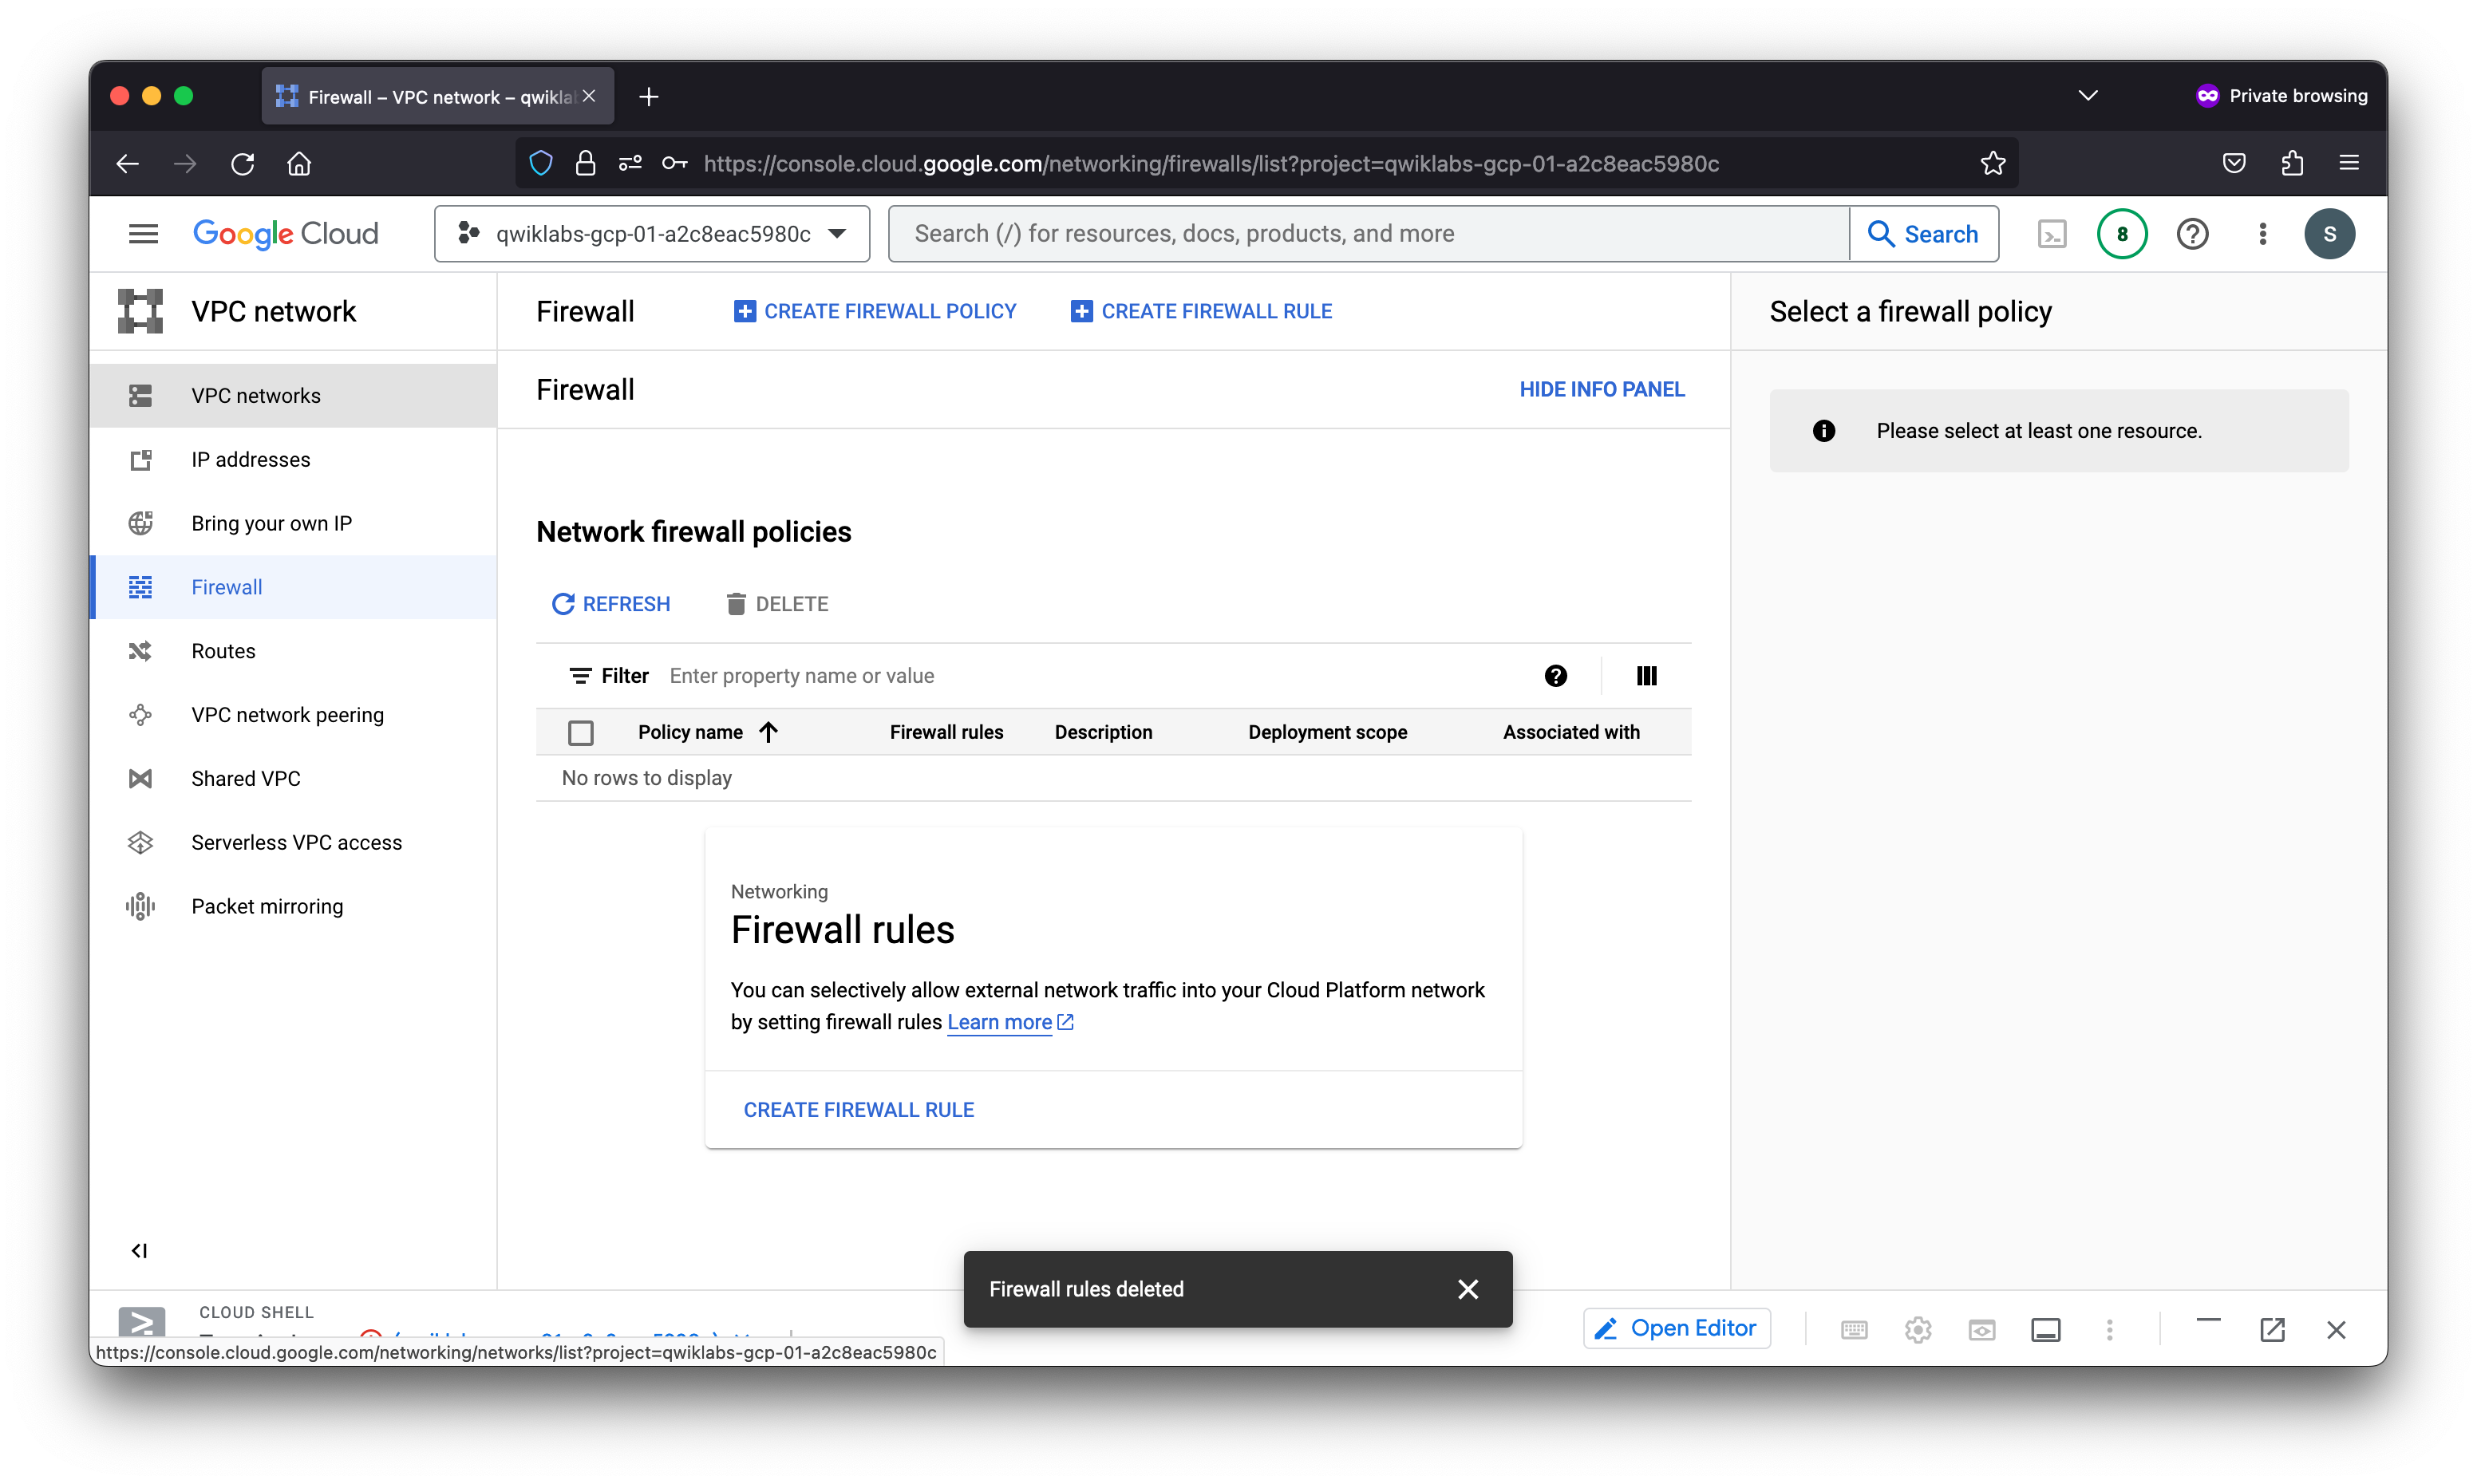 Firewall – VPC network – qwikla
Private browsing
https://console.cloud.google.com/networking/firewalls/list?project=qwiklabs-gcp-01-a2c8eac5980c
Google Cloud
qwiklabs-gcp-01-a2c8eac5980c
Search (/) for resources, docs, products, and more
Search
8
S
VPC network
Firewall
CREATE FIREWALL POLICY
CREATE FIREWALL RULE
Select a firewall policy
VPC networks
IP addresses
Bring your own IP
Firewall
Routes
VPC network peering
Shared VPC
Serverless VPC access
Packet mirroring
Firewall
HIDE INFO PANEL
Please select at least one resource.
Network firewall policies
REFRESH
DELETE
Filter
Enter property name or value
Policy name
Firewall rules
Description
Deployment scope
Associated with
No rows to display
Networking
Firewall rules
You can selectively allow external network traffic into your Cloud Platform network
by setting firewall rules Learn more
CREATE FIREWALL RULE
Firewall rules deleted
CLOUD SHELL
Open Editor
https://console.cloud.google.com/networking/networks/list?project=qwiklabs-gcp-01-a2c8eac5980c